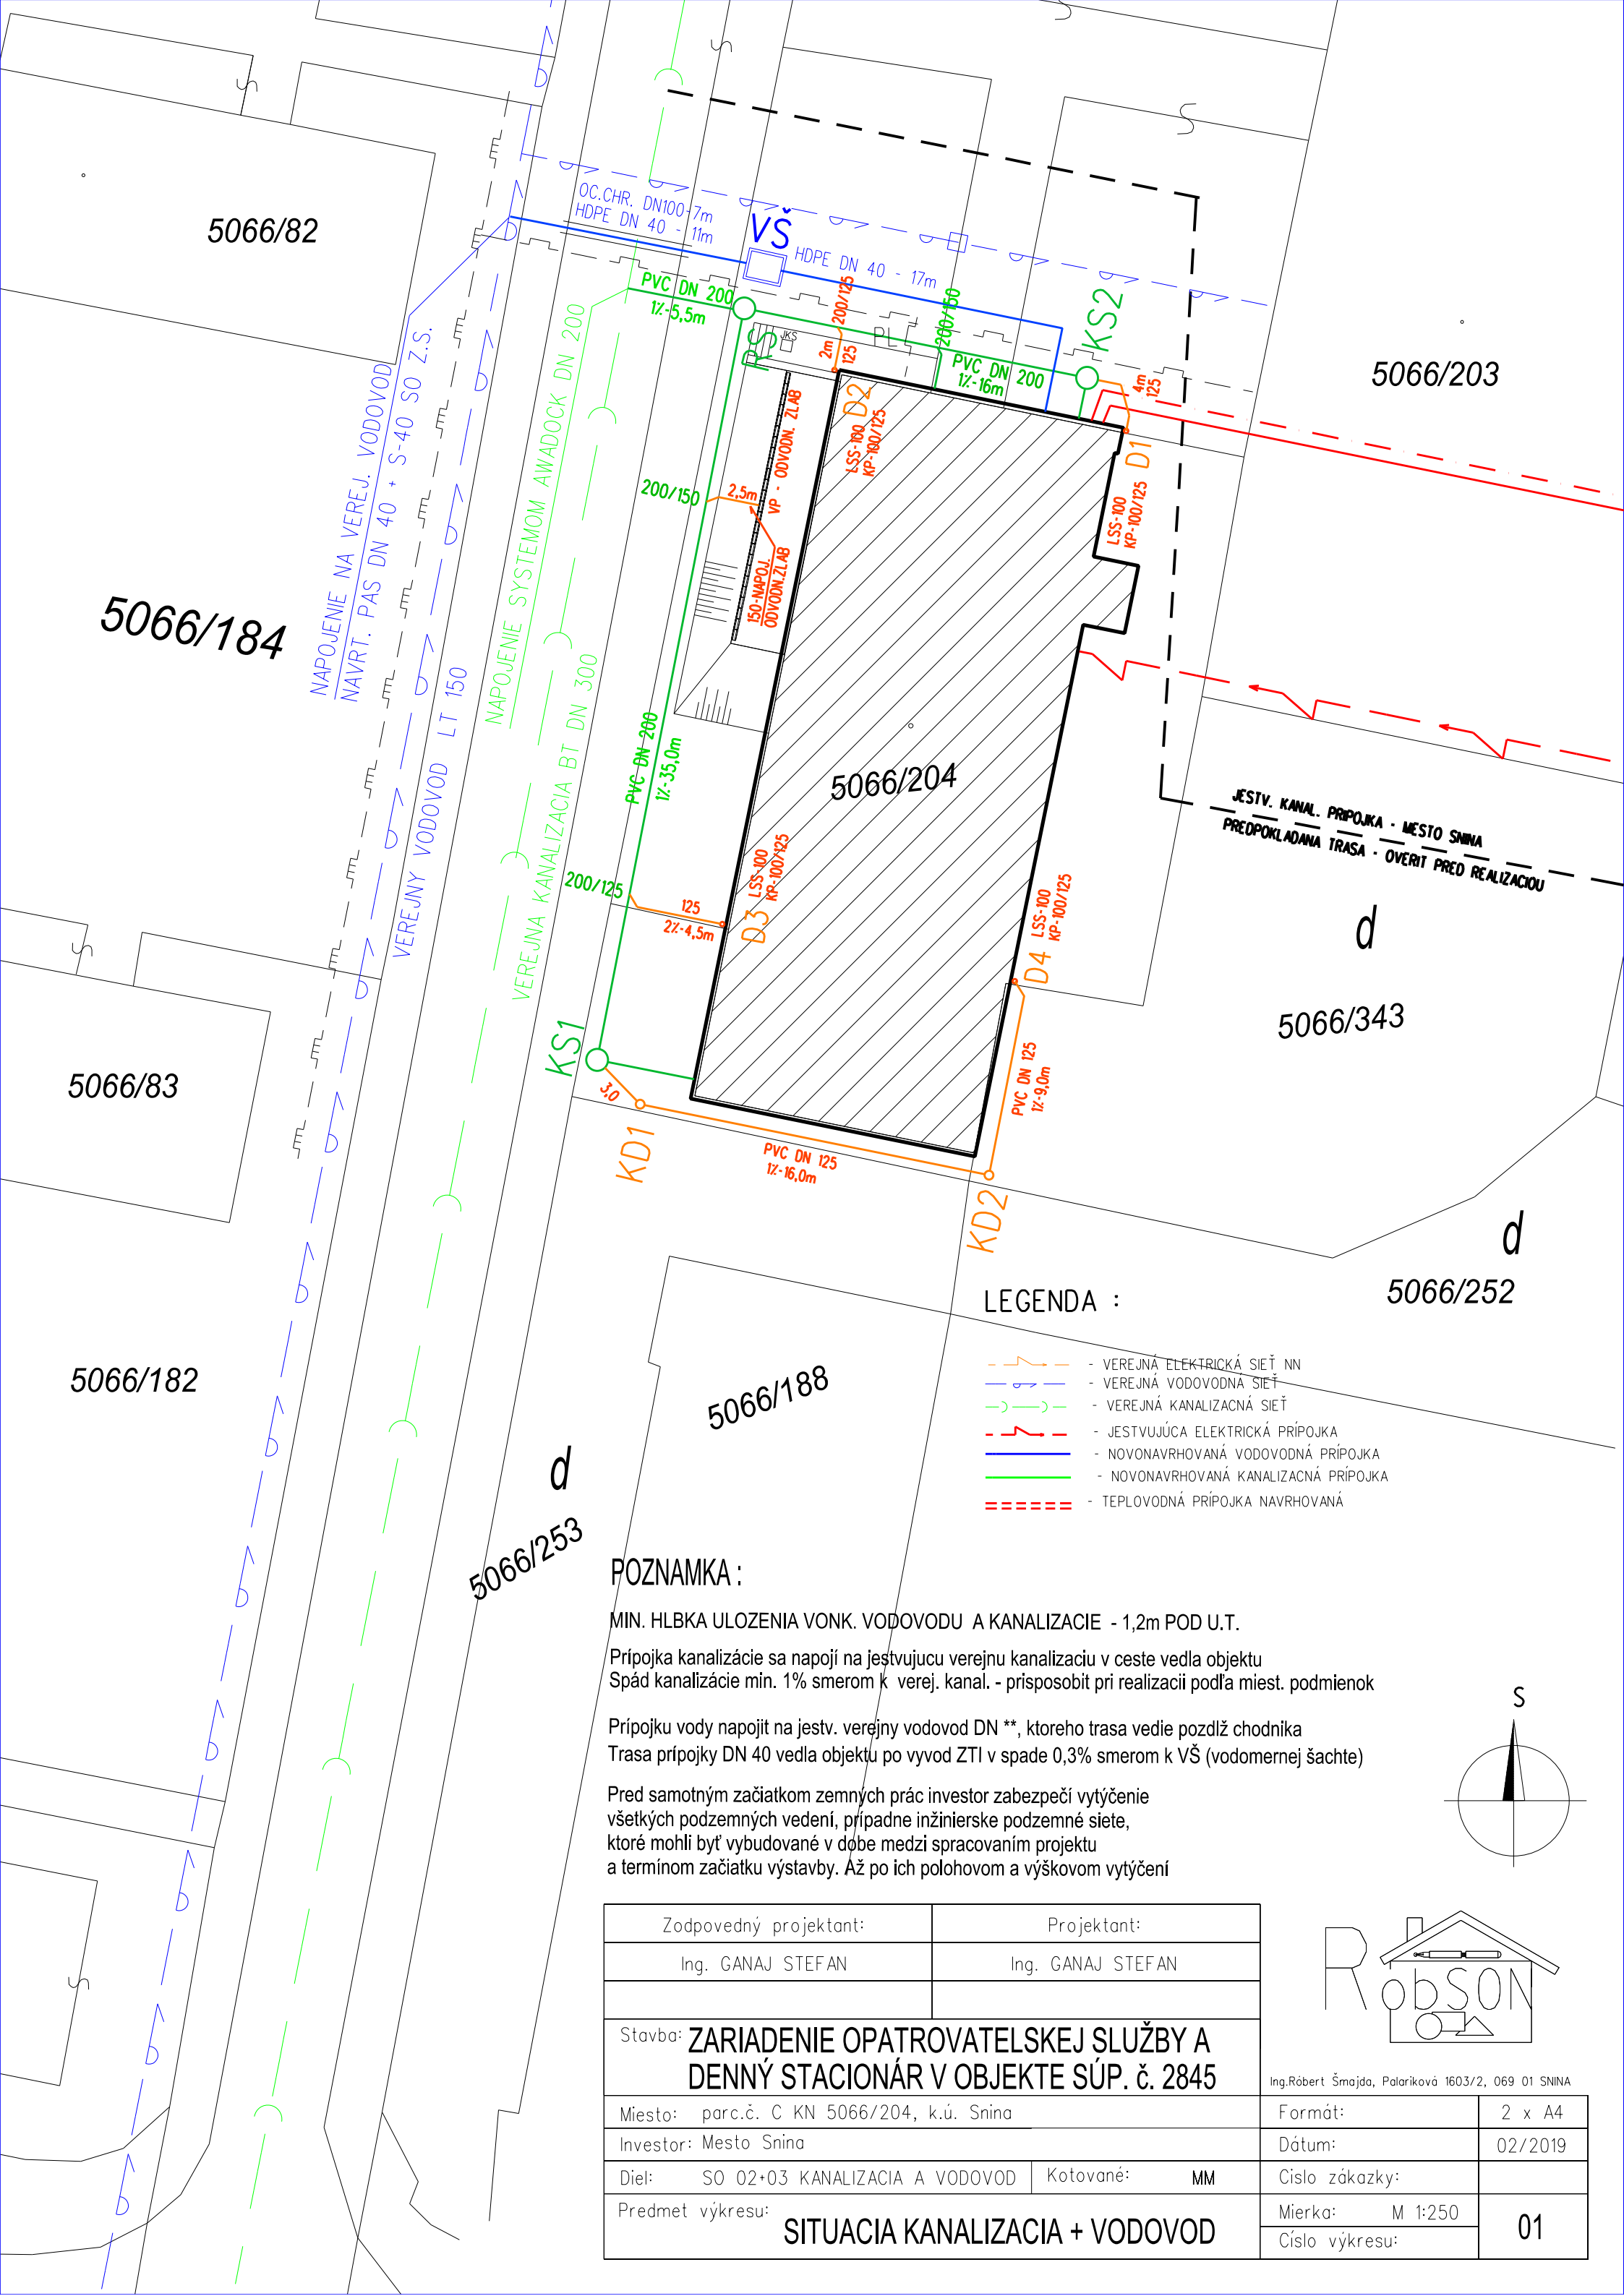 5066/82
OC.CHR. DN100-7m
HDPE DN 40 - 11m
VŠ
HDPE DN 40 - 17m
PVC DN 200
1%-5,5m
RS
JKS
2m
125
200/125
PL
200/150
PVC DN 200
1%-16m
KS2
4m
125
5066/203
D2
LSS-100
KP-100/125
D1
LSS-100
KP-100/125
VP - ODVODN. ZLAB
200/150
2,5m
150-NAPOJ.
ODVODN.ZLAB
NAPOJENIE NA VEREJ. VODOVOD
NAVRT. PAS DN 40 + S-40 SO Z.S.
NAPOJENIE SYSTEMOM AWADOCK DN 200
VEREJNY VODOVOD LT 150
VEREJNA KANALIZACIA BT DN 300
5066/184
PVC DN 200
1%-35,0m
5066/204
JESTV. KANAL. PRIPOJKA - MESTO SNINA
PREDPOKLADANA TRASA - OVERIT PRED REALIZACIOU
200/125
125
2%-4,5m
D3
LSS-100
KP-100/125
D4
LSS-100
KP-100/125
d
5066/343
KS1
5066/83
3,0
KD1
PVC DN 125
1%-16,0m
PVC DN 125
1%-9,0m
KD2
d
5066/252
5066/182
5066/188
d
5066/253
LEGENDA :
- VEREJNÁ ELEKTRICKÁ SIEŤ NN
- VEREJNÁ VODOVODNÁ SIEŤ
- VEREJNÁ KANALIZACNÁ SIEŤ
- JESTVUJÚCA ELEKTRICKÁ PRÍPOJKA
- NOVONAVRHOVANÁ VODOVODNÁ PRÍPOJKA
- NOVONAVRHOVANÁ KANALIZACNÁ PRÍPOJKA
- TEPLOVODNÁ PRÍPOJKA NAVRHOVANÁ
POZNAMKA :
MIN. HLBKA ULOZENIA VONK. VODOVODU A KANALIZACIE - 1,2m POD U.T.
Prípojka kanalizácie sa napojí na jestvujucu verejnu kanalizaciu v ceste vedla objektu
Spád kanalizácie min. 1% smerom k verej. kanal. - prisposobit pri realizacii podľa miest. podmienok
Prípojku vody napojit na jestv. verejny vodovod DN **, ktoreho trasa vedie pozdlž chodnika
Trasa prípojky DN 40 vedla objektu po vyvod ZTI v spade 0,3% smerom k VŠ (vodomernej šachte)
Pred samotným začiatkom zemných prác investor zabezpečí vytýčenie
všetkých podzemných vedení, prípadne inžinierske podzemné siete,
ktoré mohli byť vybudované v dobe medzi spracovaním projektu
a termínom začiatku výstavby. Až po ich polohovom a výškovom vytýčení
S
Zodpovedný projektant:
Projektant:
Ing. GANAJ STEFAN
Ing. GANAJ STEFAN
RobSON
Ing.Róbert Šmajda, Palariková 1603/2, 069 01 SNINA
Stavba: ZARIADENIE OPATROVATELSKEJ SLUŽBY A
DENNÝ STACIONÁR V OBJEKTE SÚP. č. 2845
Miesto: parc.č. C KN 5066/204, k.ú. Snina
Formát: 2 x A4
Investor: Mesto Snina
Dátum: 02/2019
Diel: SO 02+03 KANALIZACIA A VODOVOD
Kotované: MM
Cislo zákazky:
Predmet výkresu: SITUACIA KANALIZACIA + VODOVOD
Mierka: M 1:250
Císlo výkresu: 01